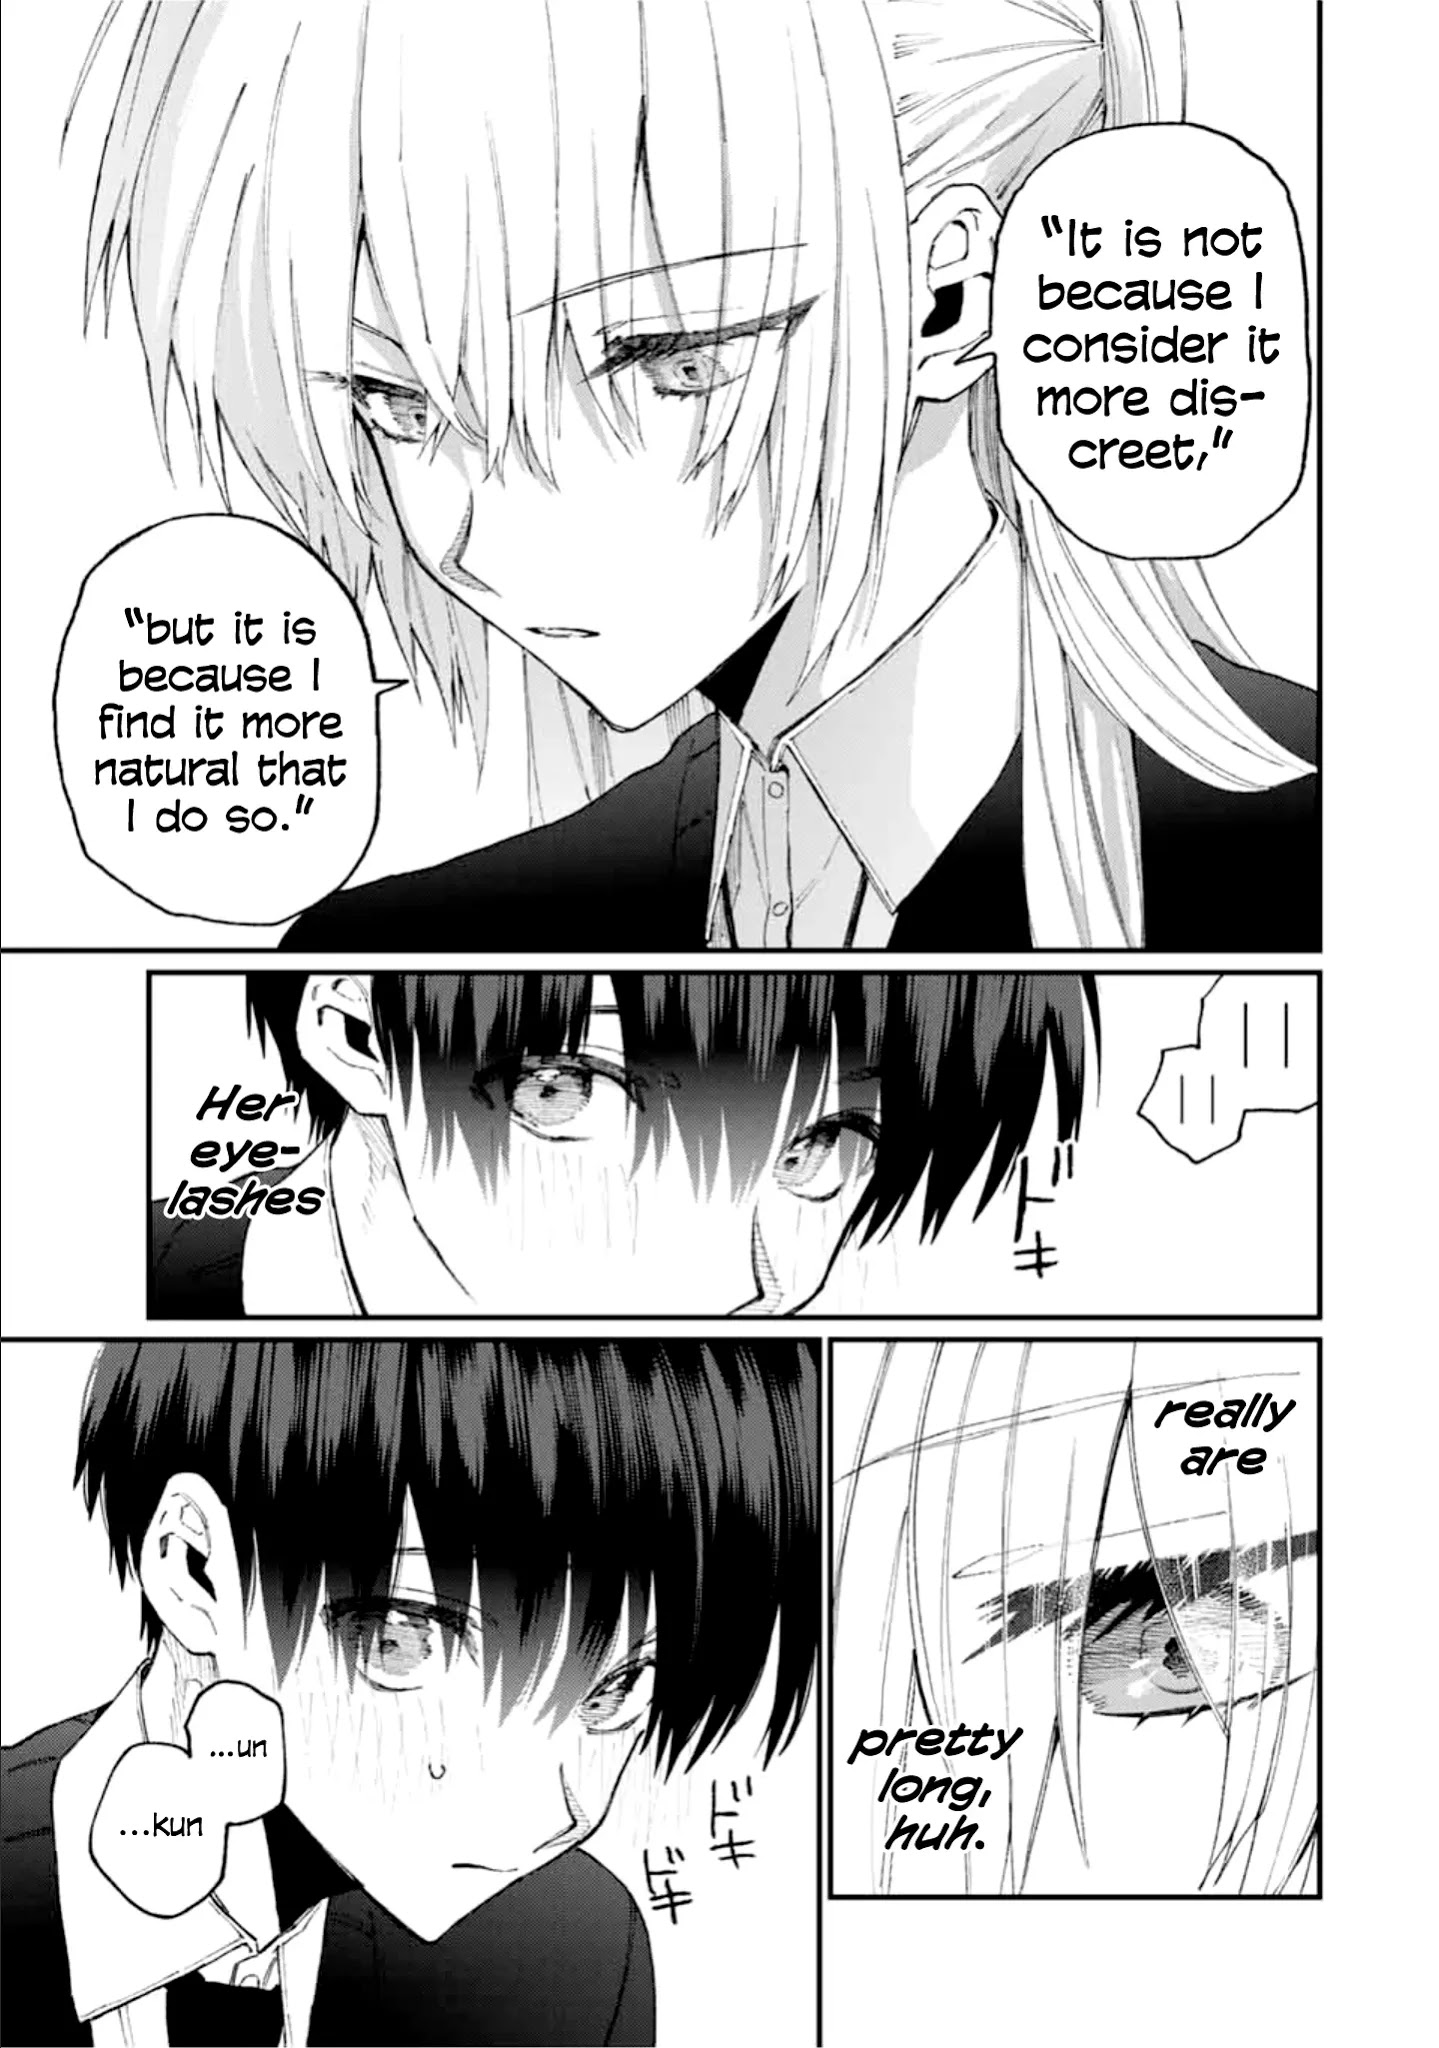 "It is not
because I
consider it
more dis-
creet,"
"but it is
because I
find it more
natural that
I do so."
ドキ
Her
eye-
lashes
really
are
pretty
long,
huh.
ドキ
ドキ
...un
...kun